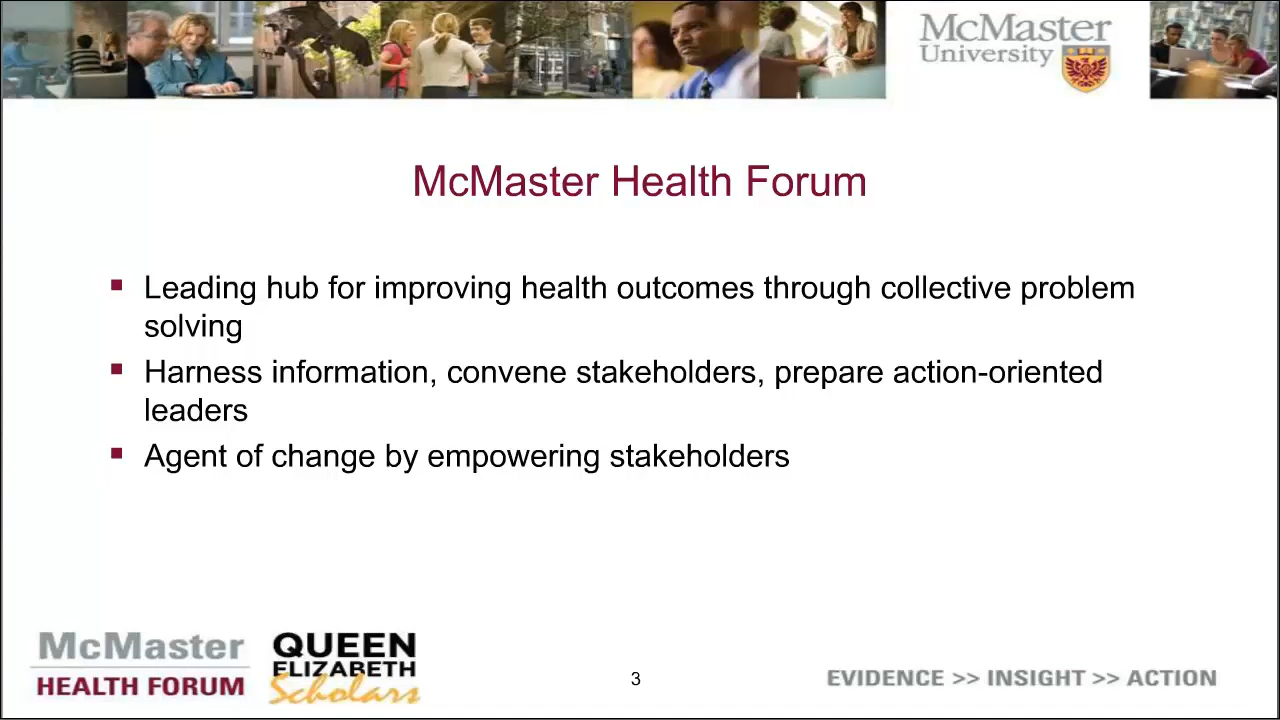 McMaster
University
McMaster Health Forum
▪ Leading hub for improving health outcomes through collective problem
solving
▪ Harness information, convene stakeholders, prepare action-oriented
leaders
▪ Agent of change by empowering stakeholders
McMaster
HEALTH FORUM
QUEEN
ELIZABETH
Scholars
3
EVIDENCE >> INSIGHT >> ACTION